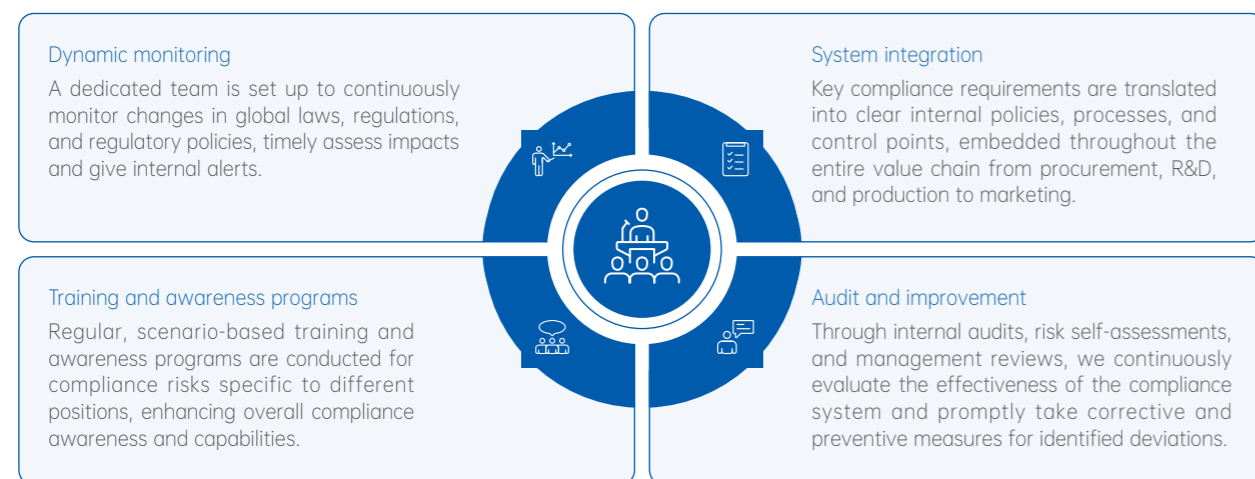 Dynamic monitoring
A dedicated team is set up to continuously
monitor changes in global laws, regulations,
and regulatory policies, timely assess impacts
and give internal alerts.
System integration
Key compliance requirements are translated
into clear internal policies, processes, and
control points, embedded throughout the
entire value chain from procurement, R&D,
and production to marketing.
Training and awareness programs
Regular, scenario-based training and
awareness programs are conducted for
compliance risks specific to different
positions, enhancing overall compliance
awareness and capabilities.
Audit and improvement
Through internal audits, risk self-assessments,
and management reviews, we continuously
evaluate the effectiveness of the compliance
system and promptly take corrective and
preventive measures for identified deviations.